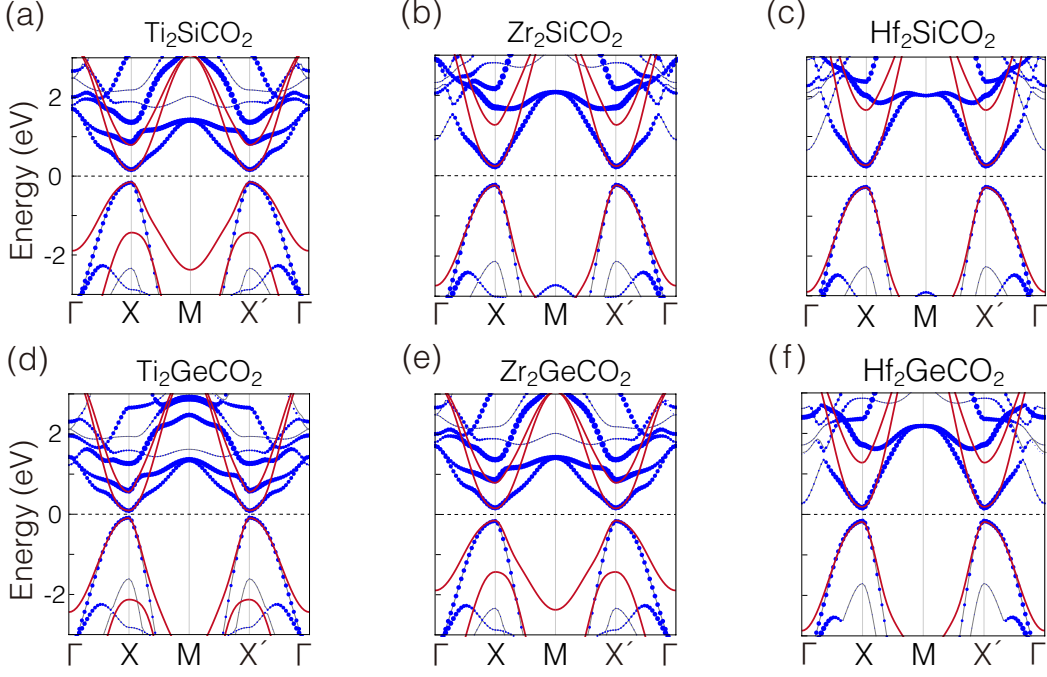 (a)
Ti₂SiCO₂
(b)
Zr₂SiCO₂
(c)
Hf₂SiCO₂
Energy (eV)
2
0
-2
Γ X M X′ Γ
Γ X M X′ Γ
Γ X M X′ Γ
(d)
Ti₂GeCO₂
(e)
Zr₂GeCO₂
(f)
Hf₂GeCO₂
Energy (eV)
2
0
-2
Γ X M X′ Γ
Γ X M X′ Γ
Γ X M X′ Γ